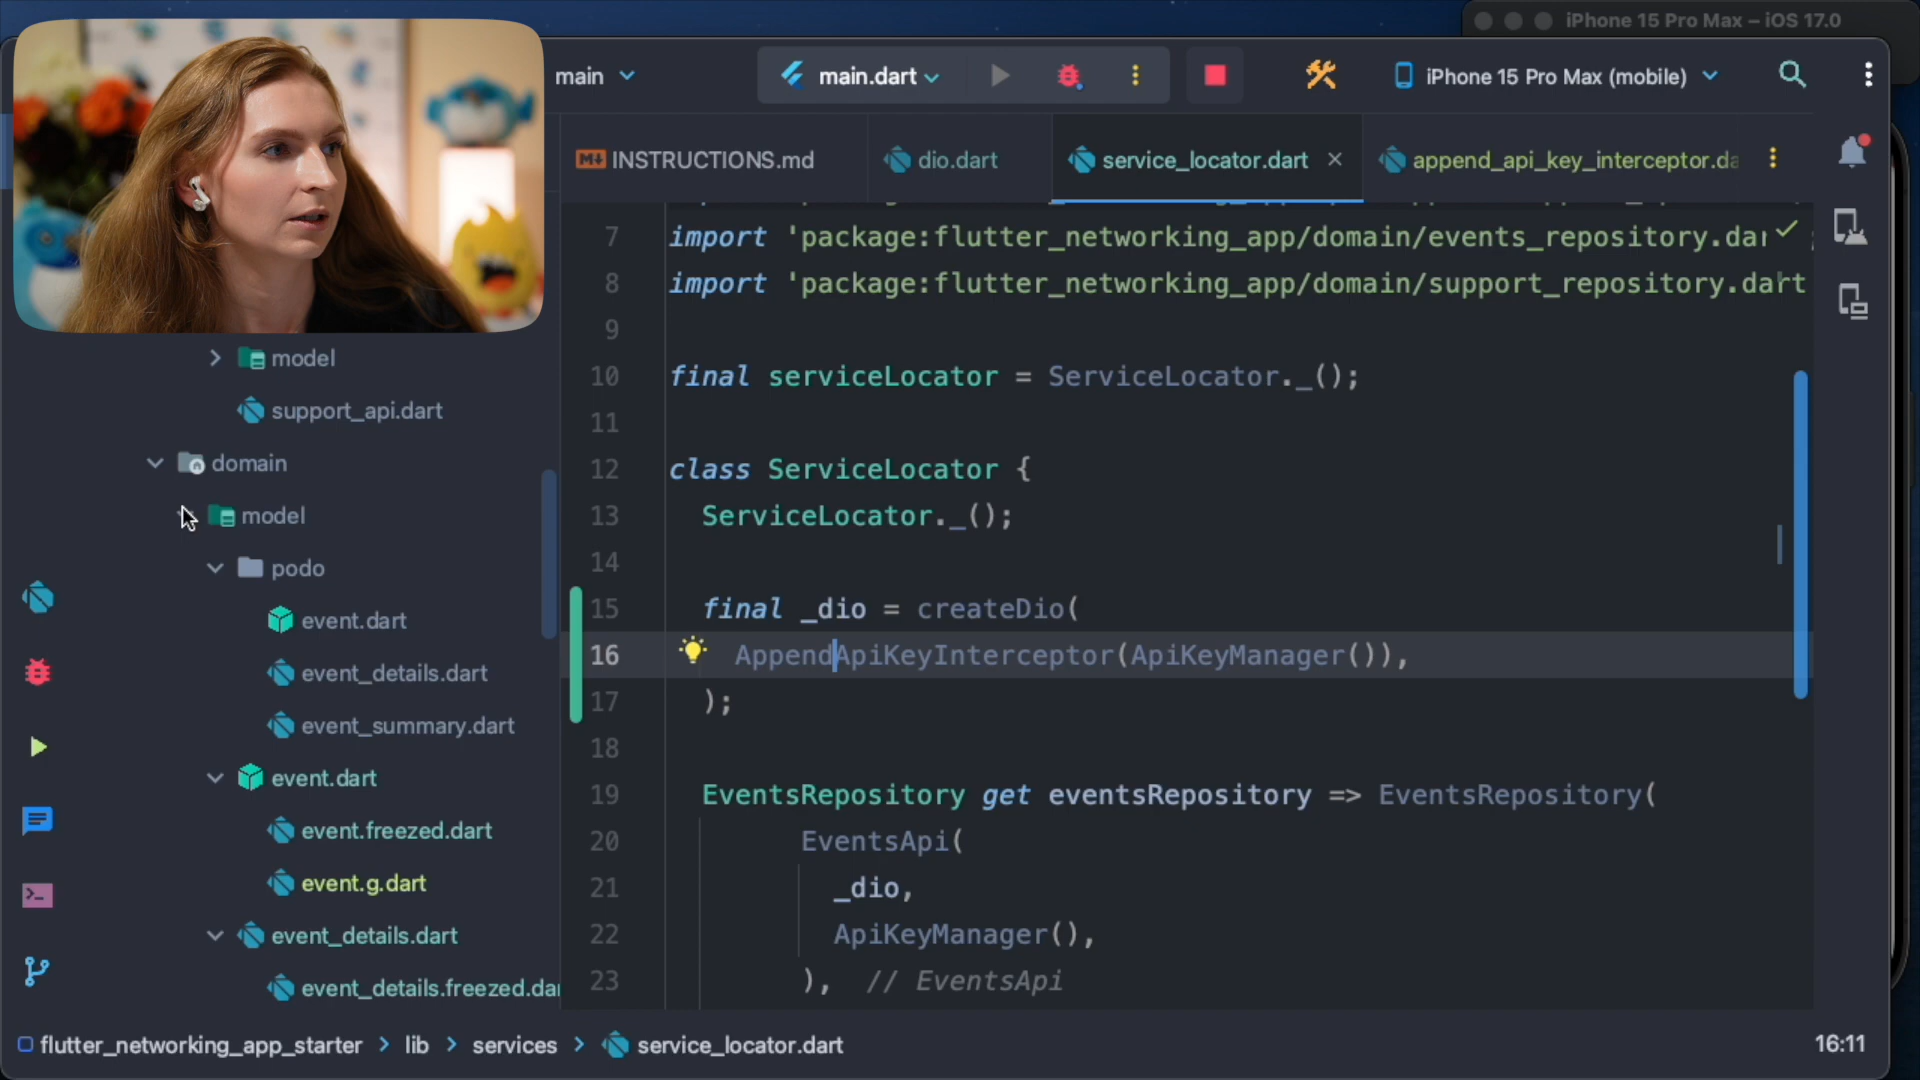 iPhone 15 Pro Max – iOS 17.0
main
main.dart
iPhone 15 Pro Max (mobile)
INSTRUCTIONS.md
dio.dart
service_locator.dart
append_api_key_interceptor.da
model
support_api.dart
domain
model
podo
event.dart
event_details.dart
event_summary.dart
event.dart
event.freezed.dart
event.g.dart
event_details.dart
event_details.freezed.dar
7 import 'package:flutter_networking_app/domain/events_repository.dar
8 import 'package:flutter_networking_app/domain/support_repository.dart
9
10 final serviceLocator = ServiceLocator._();
11
12 class ServiceLocator {
13 ServiceLocator._();
14
15 final _dio = createDio(
16 AppendApiKeyInterceptor(ApiKeyManager()),
17 );
18
19 EventsRepository get eventsRepository => EventsRepository(
20 EventsApi(
21 _dio,
22 ApiKeyManager(),
23 ), // EventsApi
flutter_networking_app_starter > lib > services > service_locator.dart
16:11